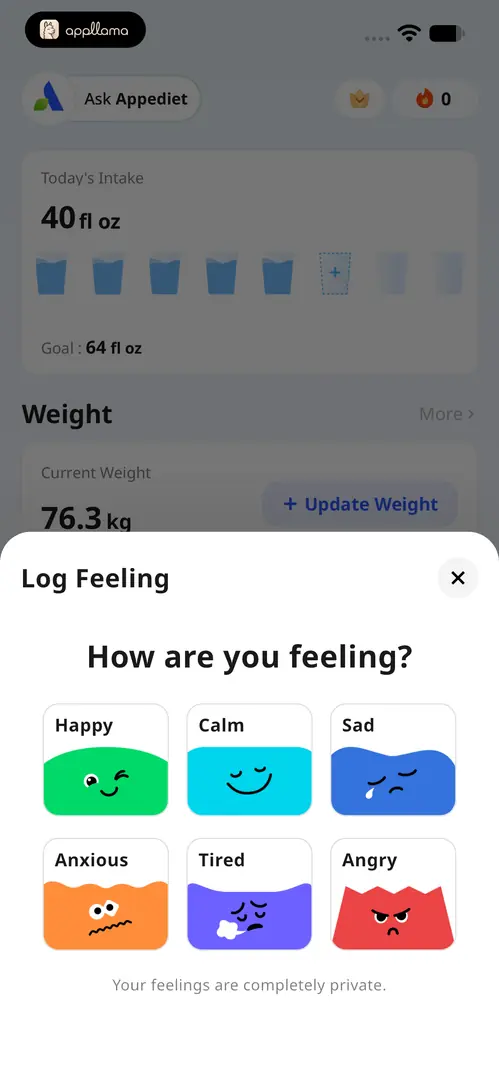 appllama
Ask Appediet
0
Today's Intake
40 fl oz
+
Goal : 64 fl oz
Weight
More >
Current Weight
76.3 kg
+ Update Weight
Log Feeling
How are you feeling?
Happy
Calm
Sad
Anxious
Tired
Angry
Your feelings are completely private.